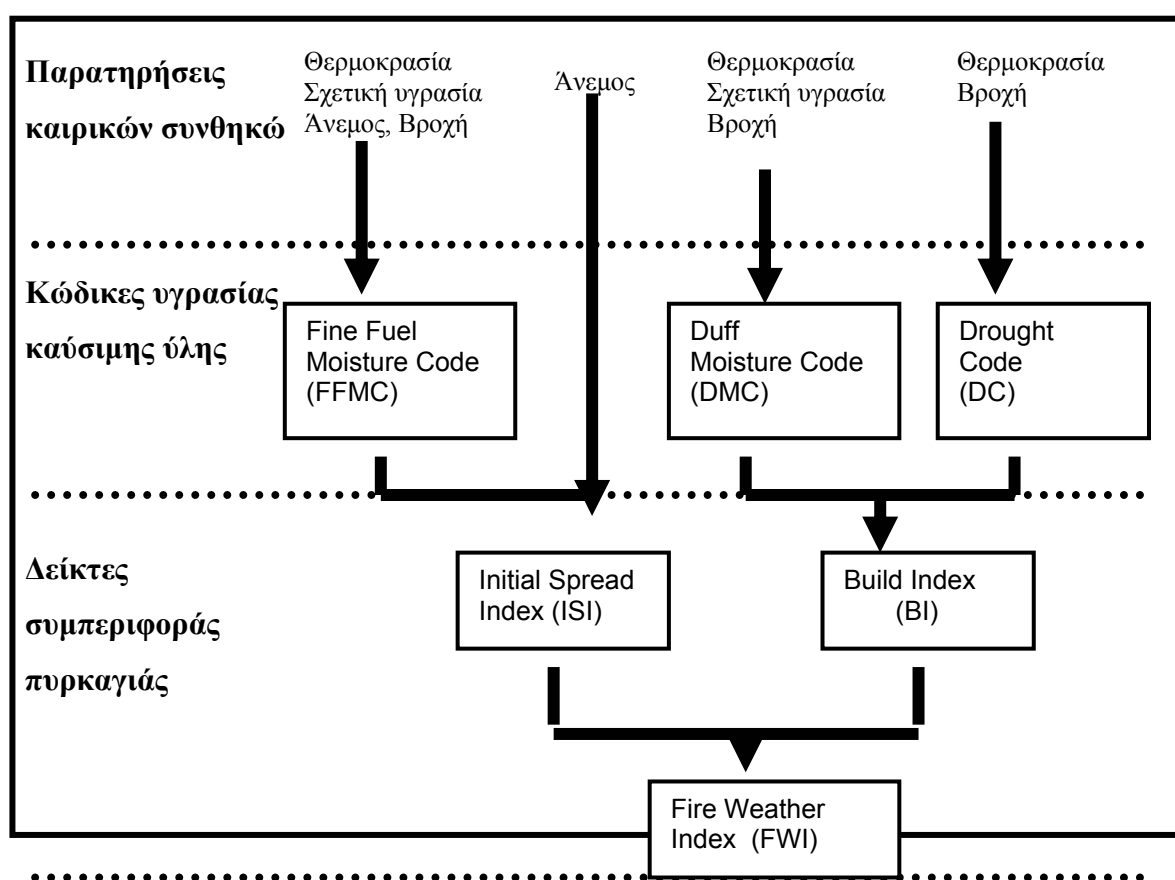 Παρατηρήσεις
καιρικών συνθηκώ
Θερμοκρασία
Σχετική υγρασία
Άνεμος, Βροχή
Άνεμος
Θερμοκρασία
Σχετική υγρασία
Βροχή
Θερμοκρασία
Βροχή
Κώδικες υγρασίας
καύσιμης ύλης
Fine Fuel
Moisture Code
(FFMC)
Duff
Moisture Code
(DMC)
Drought
Code
(DC)
Δείκτες
συμπεριφοράς
πυρκαγιάς
Initial Spread
Index (ISI)
Build Index
(BI)
Fire Weather
Index (FWI)